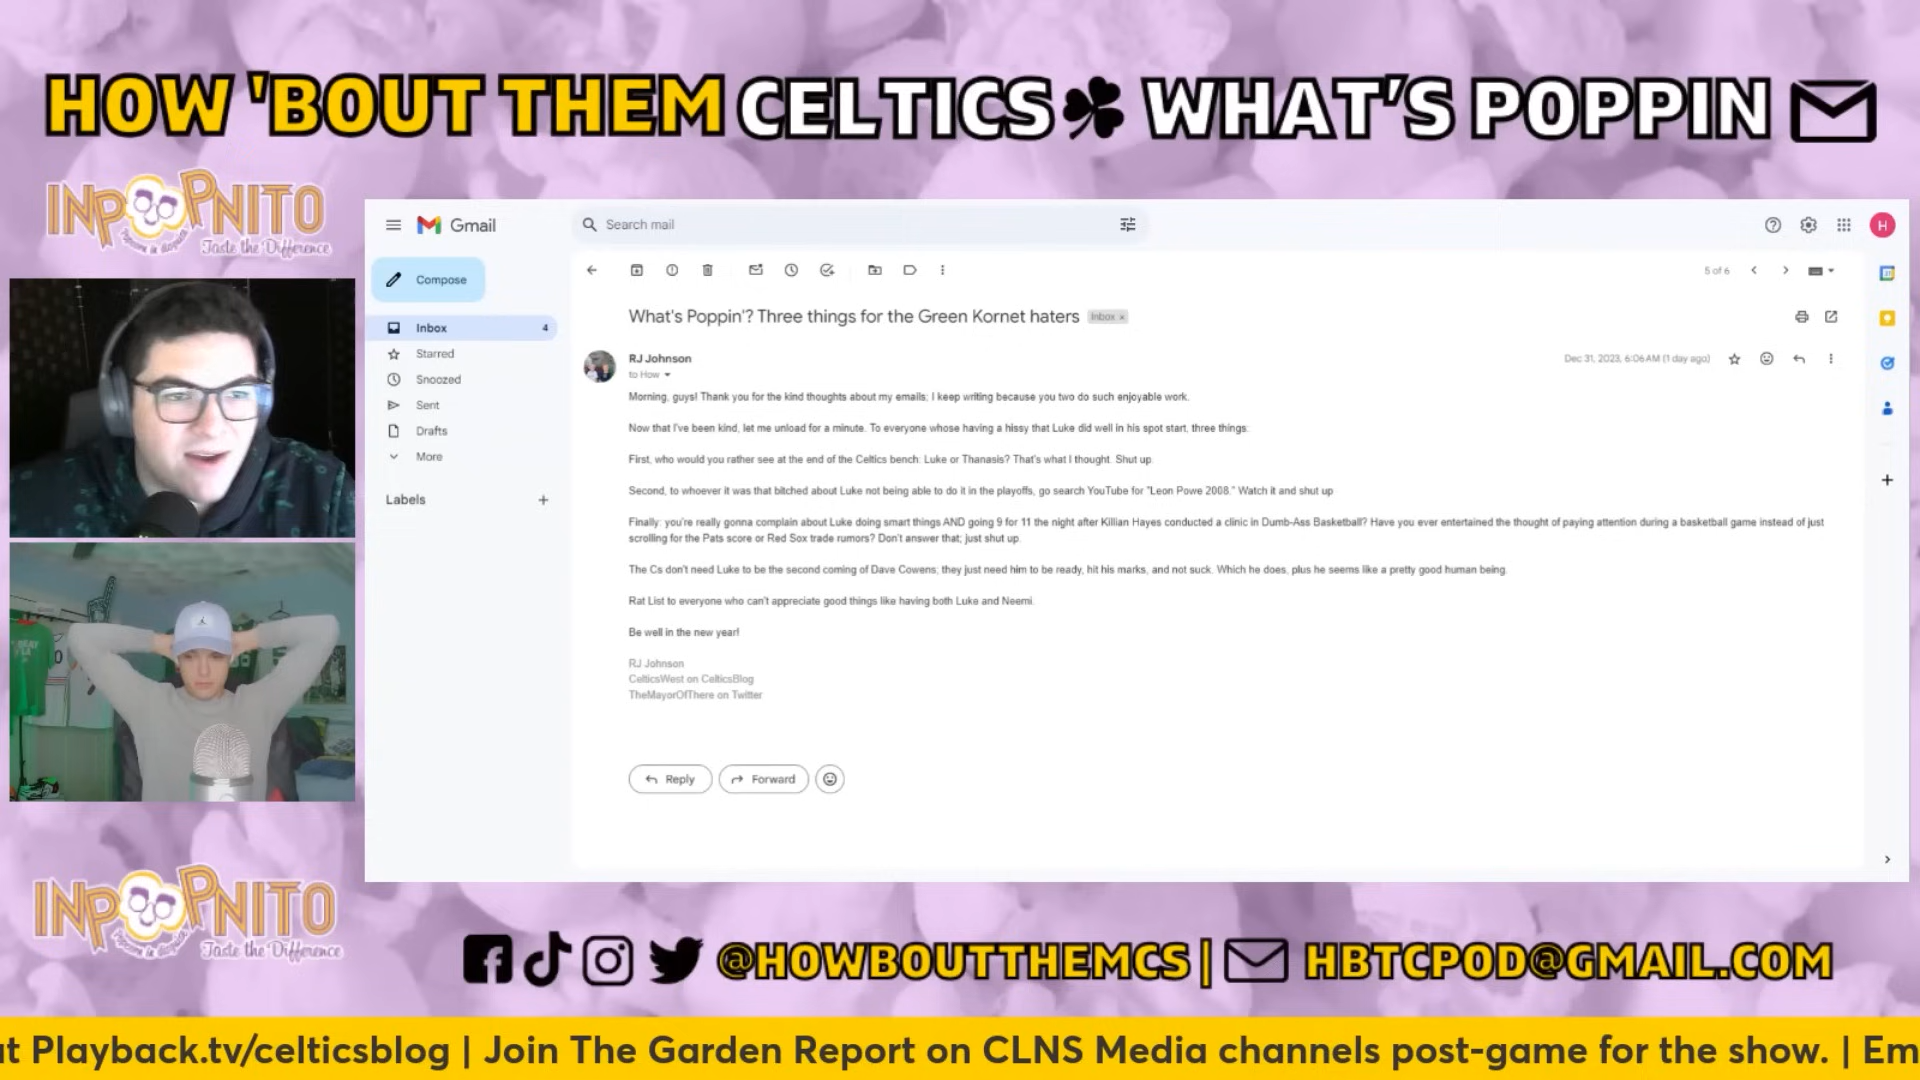 HOW 'BOUT THEM CELTICS WHAT'S POPPIN
INPOPNITO
Taste the Difference
Gmail
Search mail
H
Compose
5 of 6
Inbox 4
Starred
Snoozed
Sent
Drafts
More
Labels
What's Poppin'? Three things for the Green Kornet haters Inbox x
RJ Johnson
Dec 31, 2023, 6:06 AM (1 day ago)
to How
Morning, guys! Thank you for the kind thoughts about my emails; I keep writing because you two do such enjoyable work.
Now that I've been kind, let me unload for a minute. To everyone whose having a hissy that Luke did well in his spot start, three things:
First, who would you rather see at the end of the Celtics bench: Luke or Thanasis? That's what I thought. Shut up.
Second, to whoever it was that bitched about Luke not being able to do it in the playoffs, go search YouTube for "Leon Powe 2008." Watch it and shut up
Finally: you're really gonna complain about Luke doing smart things AND going 9 for 11 the night after Killian Hayes conducted a clinic in Dumb-Ass Basketball? Have you ever entertained the thought of paying attention during a basketball game instead of just
scrolling for the Pats score or Red Sox trade rumors? Don't answer that; just shut up.
The Cs don't need Luke to be the second coming of Dave Cowens; they just need him to be ready, hit his marks, and not suck. Which he does, plus he seems like a pretty good human being.
Rat List to everyone who can't appreciate good things like having both Luke and Neemi.
Be well in the new year!
RJ Johnson
CelticsWest on CelticsBlog
TheMayorOfThere on Twitter
Reply
Forward
INPOPNITO
Taste the Difference
@HOWBOUTTHEMCS | HBTCPOD@GMAIL.COM
at Playback.tv/celticsblog | Join The Garden Report on CLNS Media channels post-game for the show. | Em